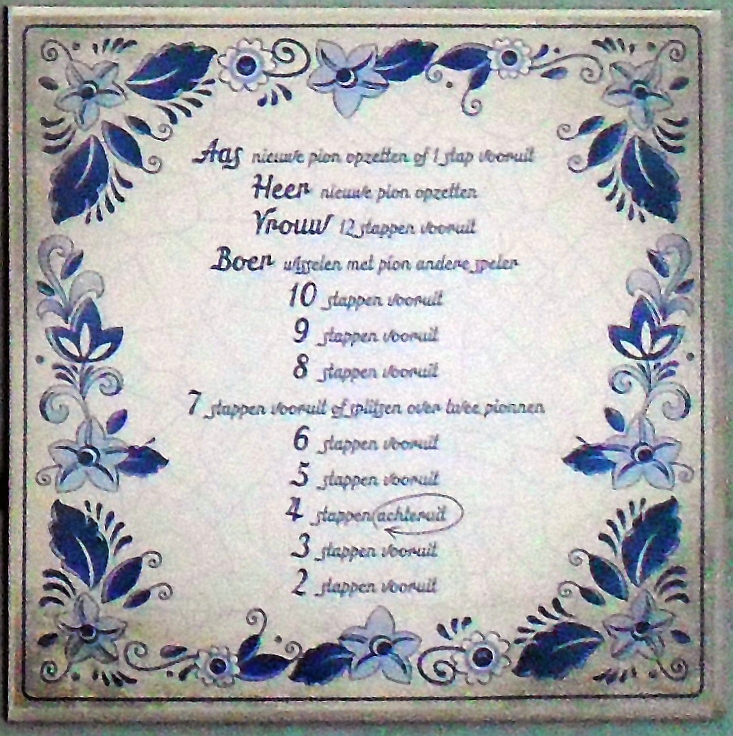 Aas nieuwe pion opzetten of 1 stap vooruit
Heer nieuwe pion opzetten
Vrouw 12 stappen vooruit
Boer wisselen met pion andere speler
10 stappen vooruit
9 stappen vooruit
8 stappen vooruit
7 stappen vooruit of splitsen over twee pionnen
6 stappen vooruit
5 stappen vooruit
4 stappen achteruit
3 stappen vooruit
2 stappen vooruit